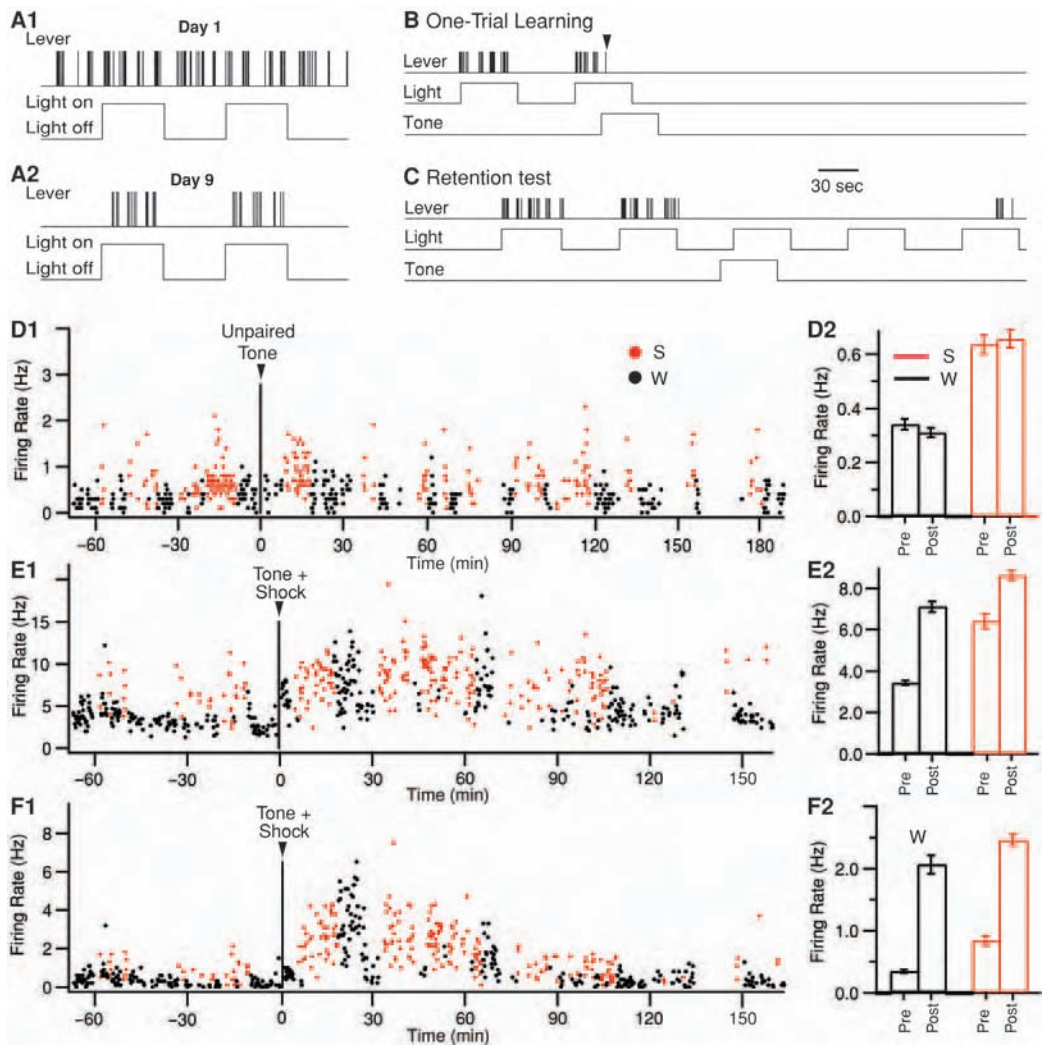 A1 Day 1
Lever
Light on
Light off
A2 Day 9
Lever
Light on
Light off
B One-Trial Learning
Lever
Light
Tone
C Retention test
30 sec
Lever
Light
Tone
D1 Unpaired
Tone
S
W
Firing Rate (Hz)
3
2
1
0
−60 −30 0 30 60 90 120 150 180
Time (min)
D2
S
W
Firing Rate (Hz)
0.6
0.4
0.2
0.0
Pre Post Pre Post
E1 Tone +
Shock
Firing Rate (Hz)
15
10
5
0
−60 −30 0 30 60 90 120 150
Time (min)
E2
Firing Rate (Hz)
8.0
6.0
4.0
2.0
0.0
Pre Post Pre Post
F1 Tone +
Shock
Firing Rate (Hz)
8
6
4
2
0
−60 −30 0 30 60 90 120 150
Time (min)
F2
W
Firing Rate (Hz)
2.0
1.0
0.0
Pre Post Pre Post